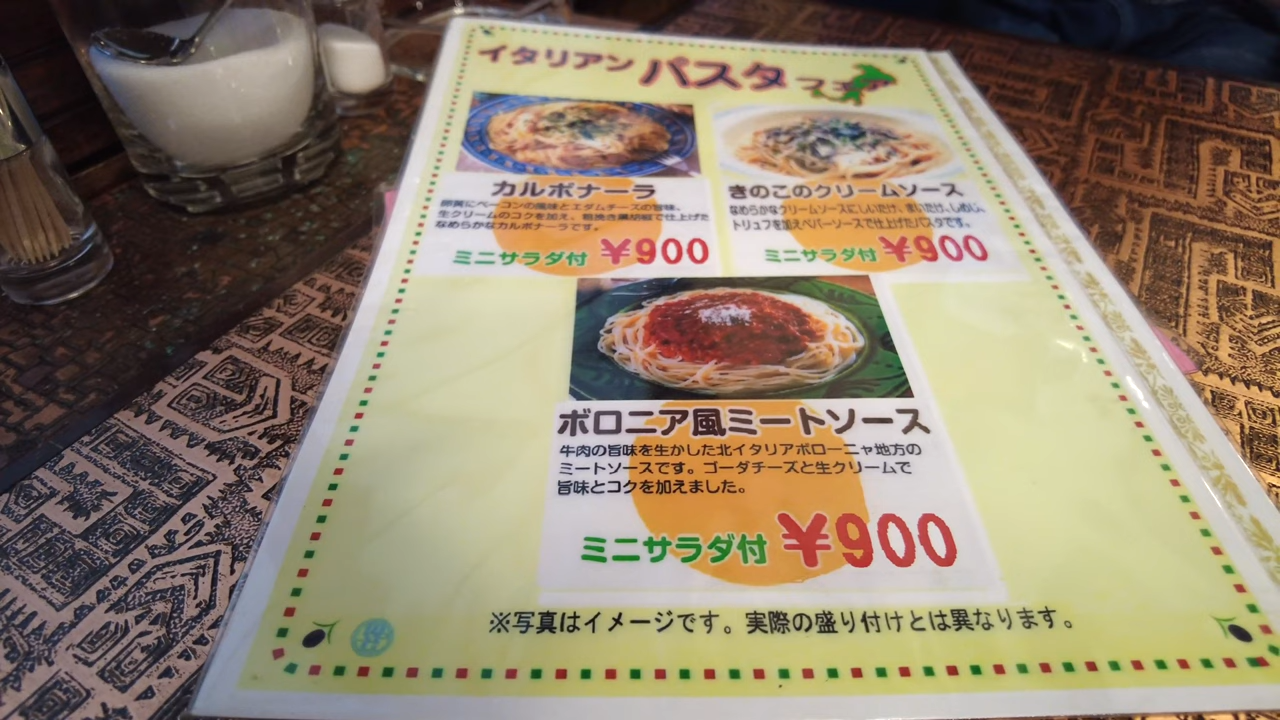 イタリアン パスタ フェア
カルボナーラ
卵黄にベーコンの風味とエダムチーズの旨味、
生クリームのコクを加え、粗挽き黒胡椒で仕上げた
なめらかなカルボナーラです。
ミニサラダ付 ¥900
きのこのクリームソース
なめらかなクリームソースにしいたけ、まいたけ、しめじ、
トリュフを加えペパーソースで仕上げたパスタです。
ミニサラダ付 ¥900
ボロニア風ミートソース
牛肉の旨味を生かした北イタリアボローニャ地方の
ミートソースです。ゴーダチーズと生クリームで
旨味とコクを加えました。
ミニサラダ付 ¥900
※写真はイメージです。実際の盛り付けとは異なります。